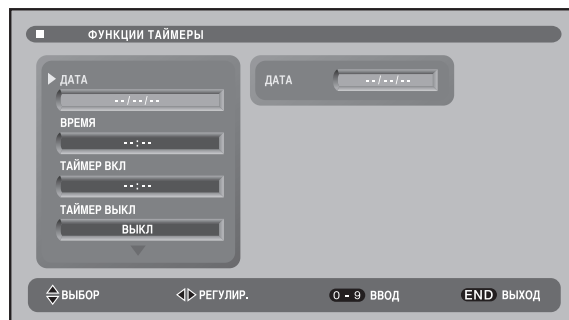 ФУНКЦИИ ТАЙМЕРЫ
ДАТА
--/--/--
ВРЕМЯ
--:--
ТАЙМЕР ВКЛ
--:--
ТАЙМЕР ВЫКЛ
ВЫКЛ
ДАТА --/--/--
ВЫБОР РЕГУЛИР. 0 - 9 ВВОД END ВЫХОД